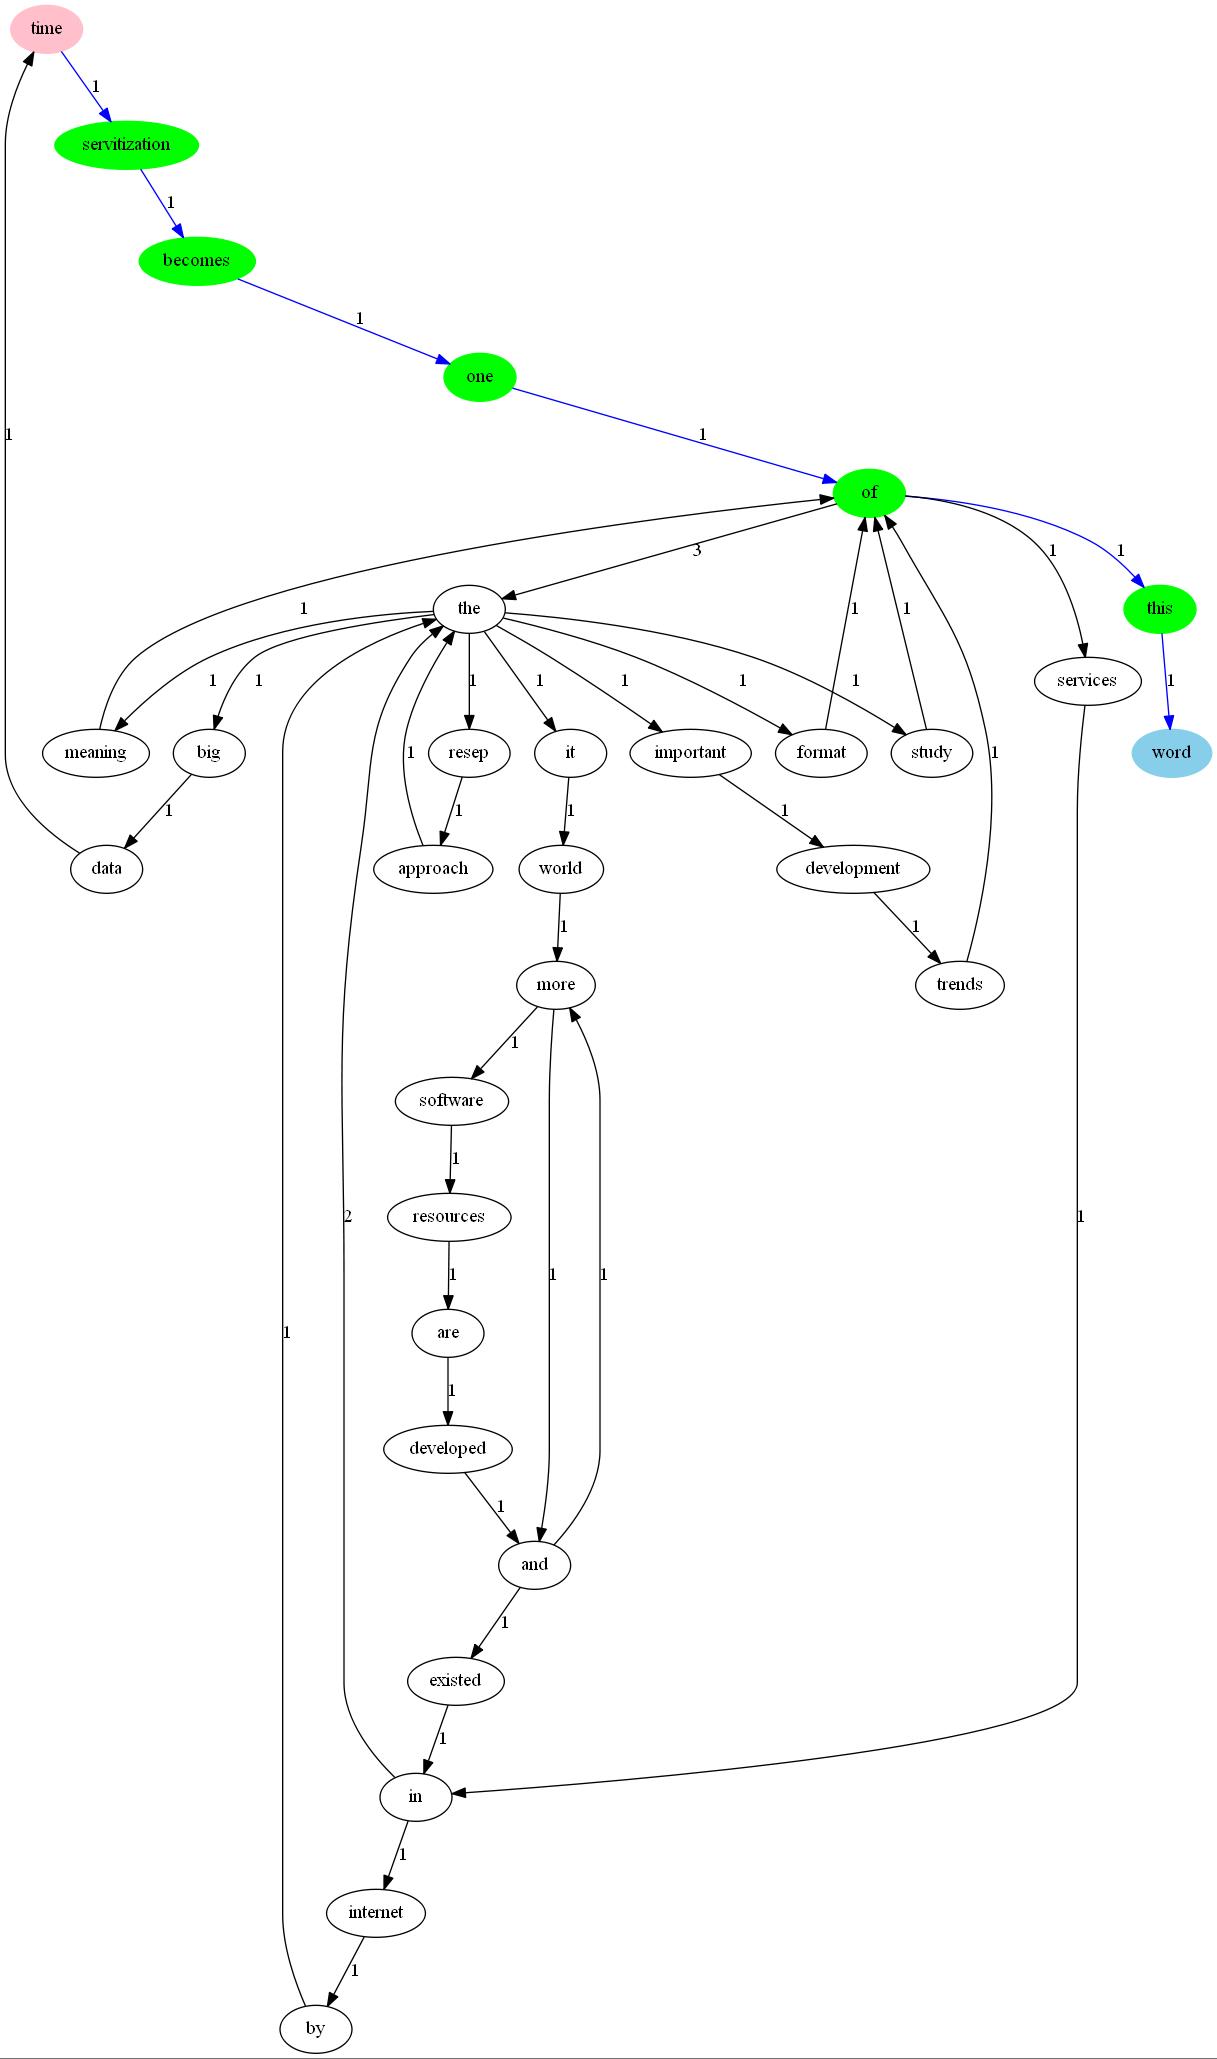 time
1
servitization
1
becomes
1
one
1
1
of
3
1
1
1
1
1
the
this
1
1
1
1
1
1
1
1
services
meaning
big
resep
it
important
format
study
word
1
1
1
1
1
1
data
approach
world
development
1
1
more
trends
1
software
1
resources
2
1
1
1
1
are
1
1
developed
1
and
1
existed
1
in
1
internet
1
by